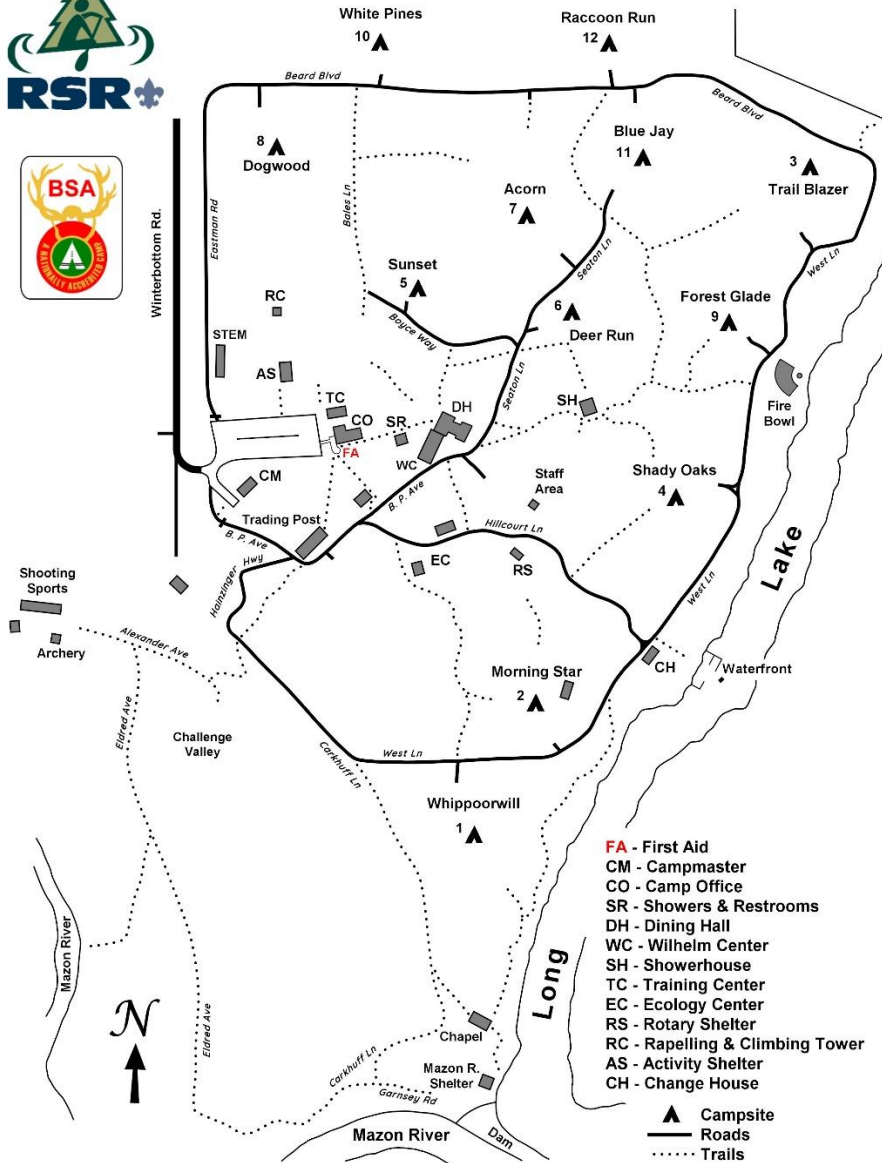 RSR
BSA
A NATIONALLY ACCREDITED CAMP
White Pines
10
Raccoon Run
12
Beard Blvd
Beard Blvd
8
Dogwood
Blue Jay
11
3
Trail Blazer
Acorn
7
Winterbottom Rd.
Eastman Rd
Bales Ln
Seaton Ln
West Ln
Sunset
5
RC
6
Deer Run
Forest Glade
9
Boyce Way
STEM
AS
TC
CO
SR
DH
Seaton Ln
SH
Fire
Bowl
FA
WC
CM
Staff
Area
Shady Oaks
4
Trading Post
B. P. Ave
B. P. Ave
Hillcourt Ln
EC
RS
Hainzinger Hwy
West Ln
Lake
Shooting
Sports
Archery
Alexander Ave
Morning Star
2
CH
Waterfront
Eldred Ave
Challenge
Valley
Carkhuff Ln
West Ln
Whippoorwill
1
FA - First Aid
CM - Campmaster
CO - Camp Office
SR - Showers & Restrooms
DH - Dining Hall
WC - Wilhelm Center
SH - Showerhouse
TC - Training Center
EC - Ecology Center
RS - Rotary Shelter
RC - Rapelling & Climbing Tower
AS - Activity Shelter
CH - Change House
Campsite
Roads
Trails
Mazon River
Long
N
Eldred Ave
Chapel
Carkhuff Ln
Mazon R.
Shelter
Garnsey Rd
Mazon River
Dam